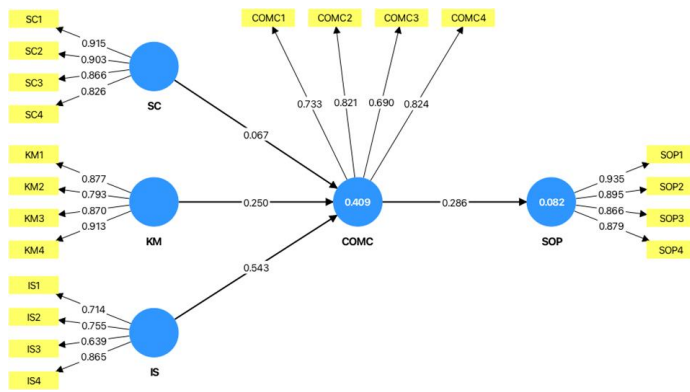 COMC1 COMC2 COMC3 COMC4
SC1
0.915
SC2
0.903
SC3
0.866
SC4
0.826
SC
0.733 0.821 0.690 0.824
0.067
KM1
0.877
KM2
0.793
KM3
0.870
KM4
0.913
KM
0.250
0.409
COMC
0.286
0.082
SOP
SOP1
0.935
SOP2
0.895
SOP3
0.866
SOP4
0.879
0.543
IS1
0.714
IS2
0.755
IS3
0.639
IS4
0.865
IS